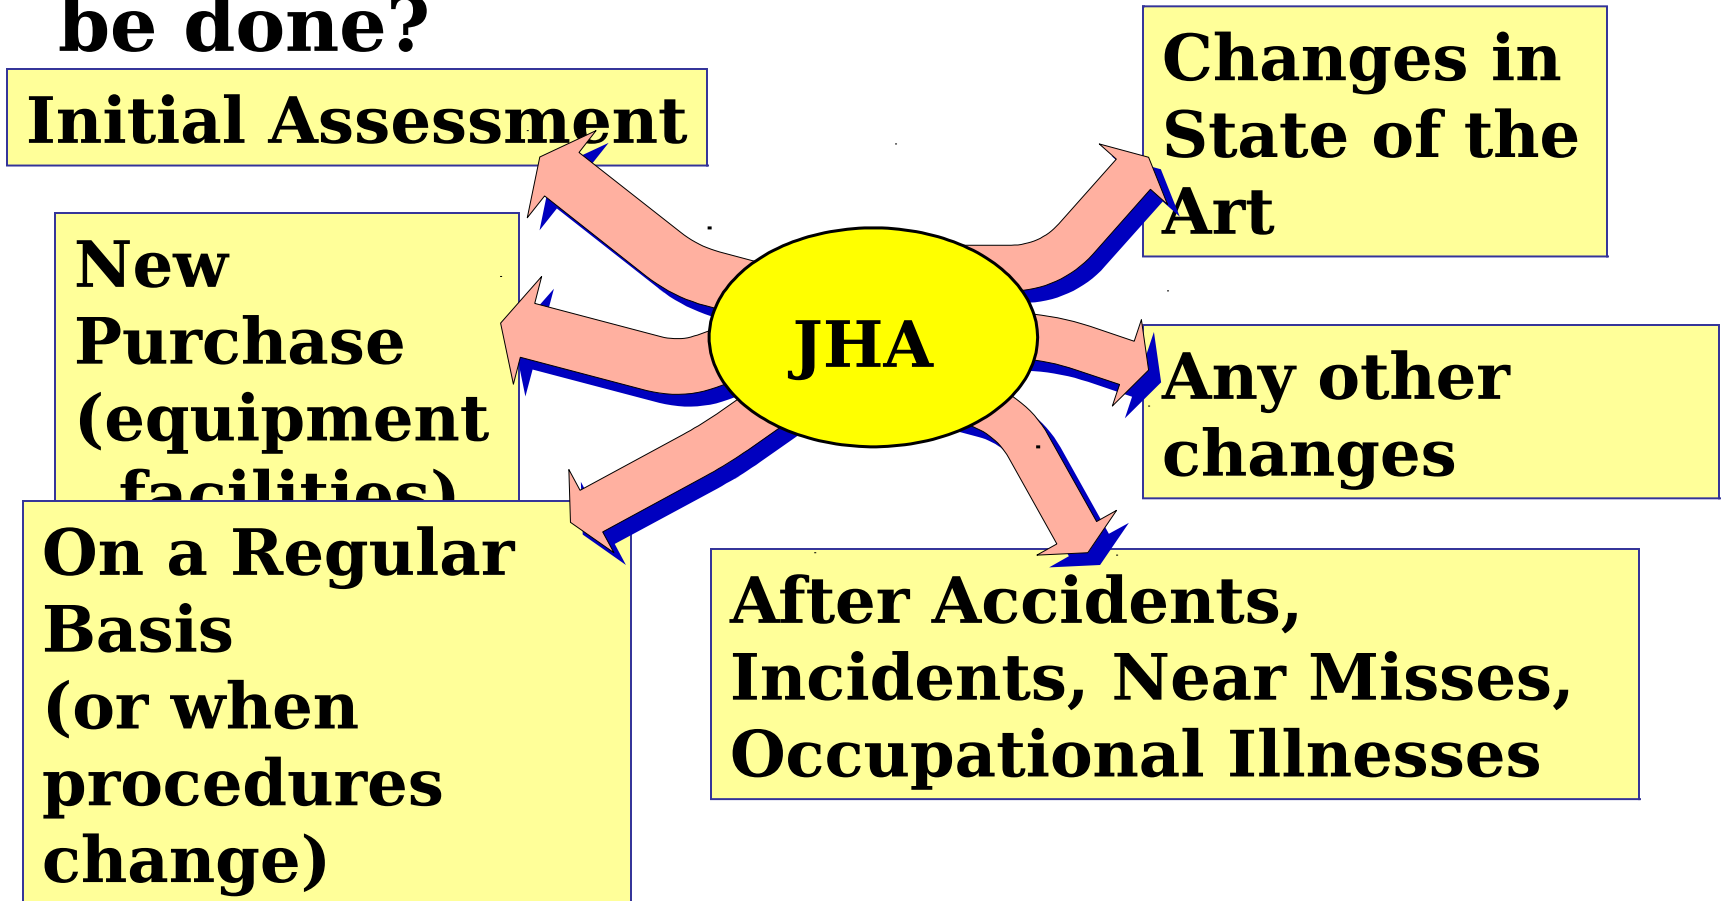 be done?
Initial Assessment
New
Purchase
(equipment
facilities)
On a Regular
Basis
(or when
procedures
change)
JHA
Changes in
State of the
Art
Any other
changes
After Accidents,
Incidents, Near Misses,
Occupational Illnesses